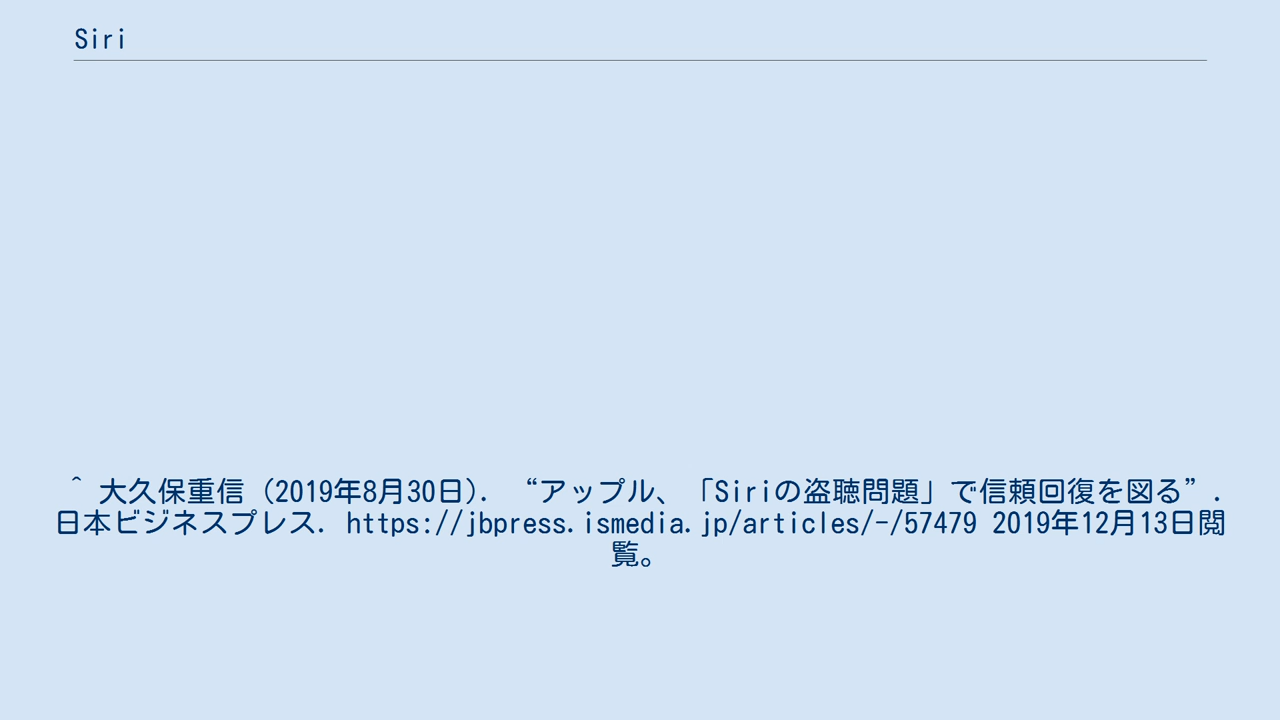 Siri
^ 大久保重信 (2019年8月30日). “アップル、「Siriの盗聴問題」で信頼回復を図る”.
日本ビジネスプレス. https://jbpress.ismedia.jp/articles/-/57479 2019年12月13日閲
覧。